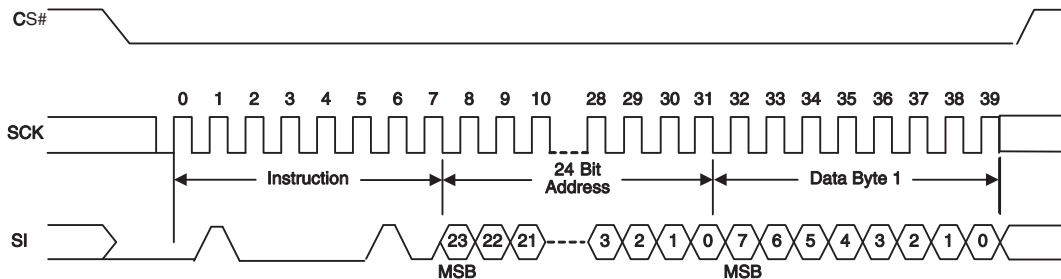 CS#
0 1 2 3 4 5 6 7 8 9 10 28 29 30 31 32 33 34 35 36 37 38 39
SCK
Instruction
24 Bit
Address
Data Byte 1
SI
23 22 21 3 2 1 0 7 6 5 4 3 2 1 0
MSB MSB